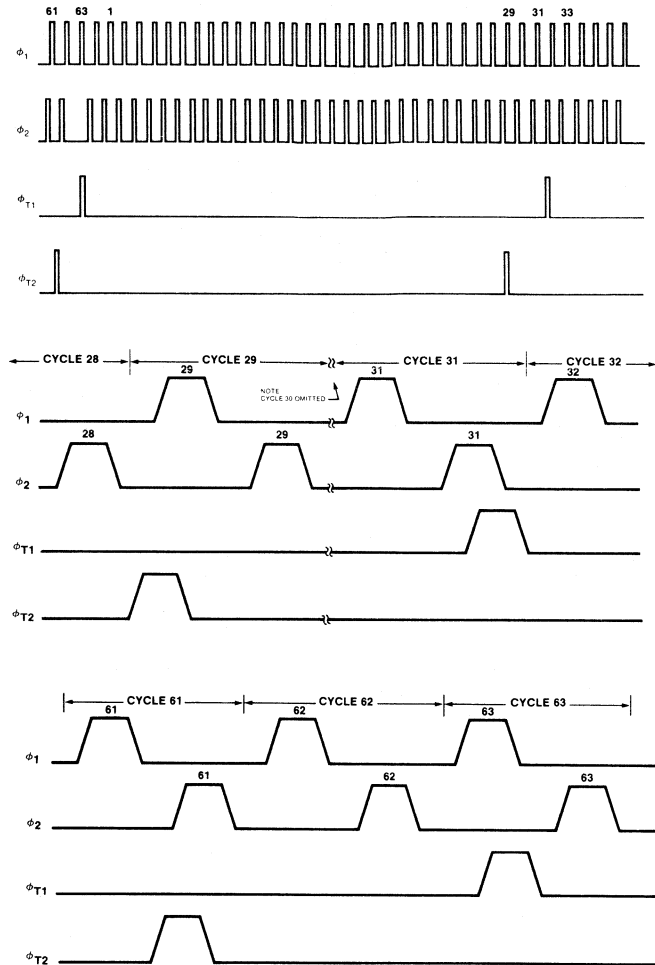 61 63 1 29 31 33
ϕ1
ϕ2
ϕT1
ϕT2
CYCLE 28 CYCLE 29 CYCLE 31 CYCLE 32
29 31 32
NOTE
CYCLE 30 OMITTED
ϕ1
28 29 31
ϕ2
ϕT1
ϕT2
CYCLE 61 CYCLE 62 CYCLE 63
61 62 63
ϕ1
61 62 63
ϕ2
ϕT1
ϕT2